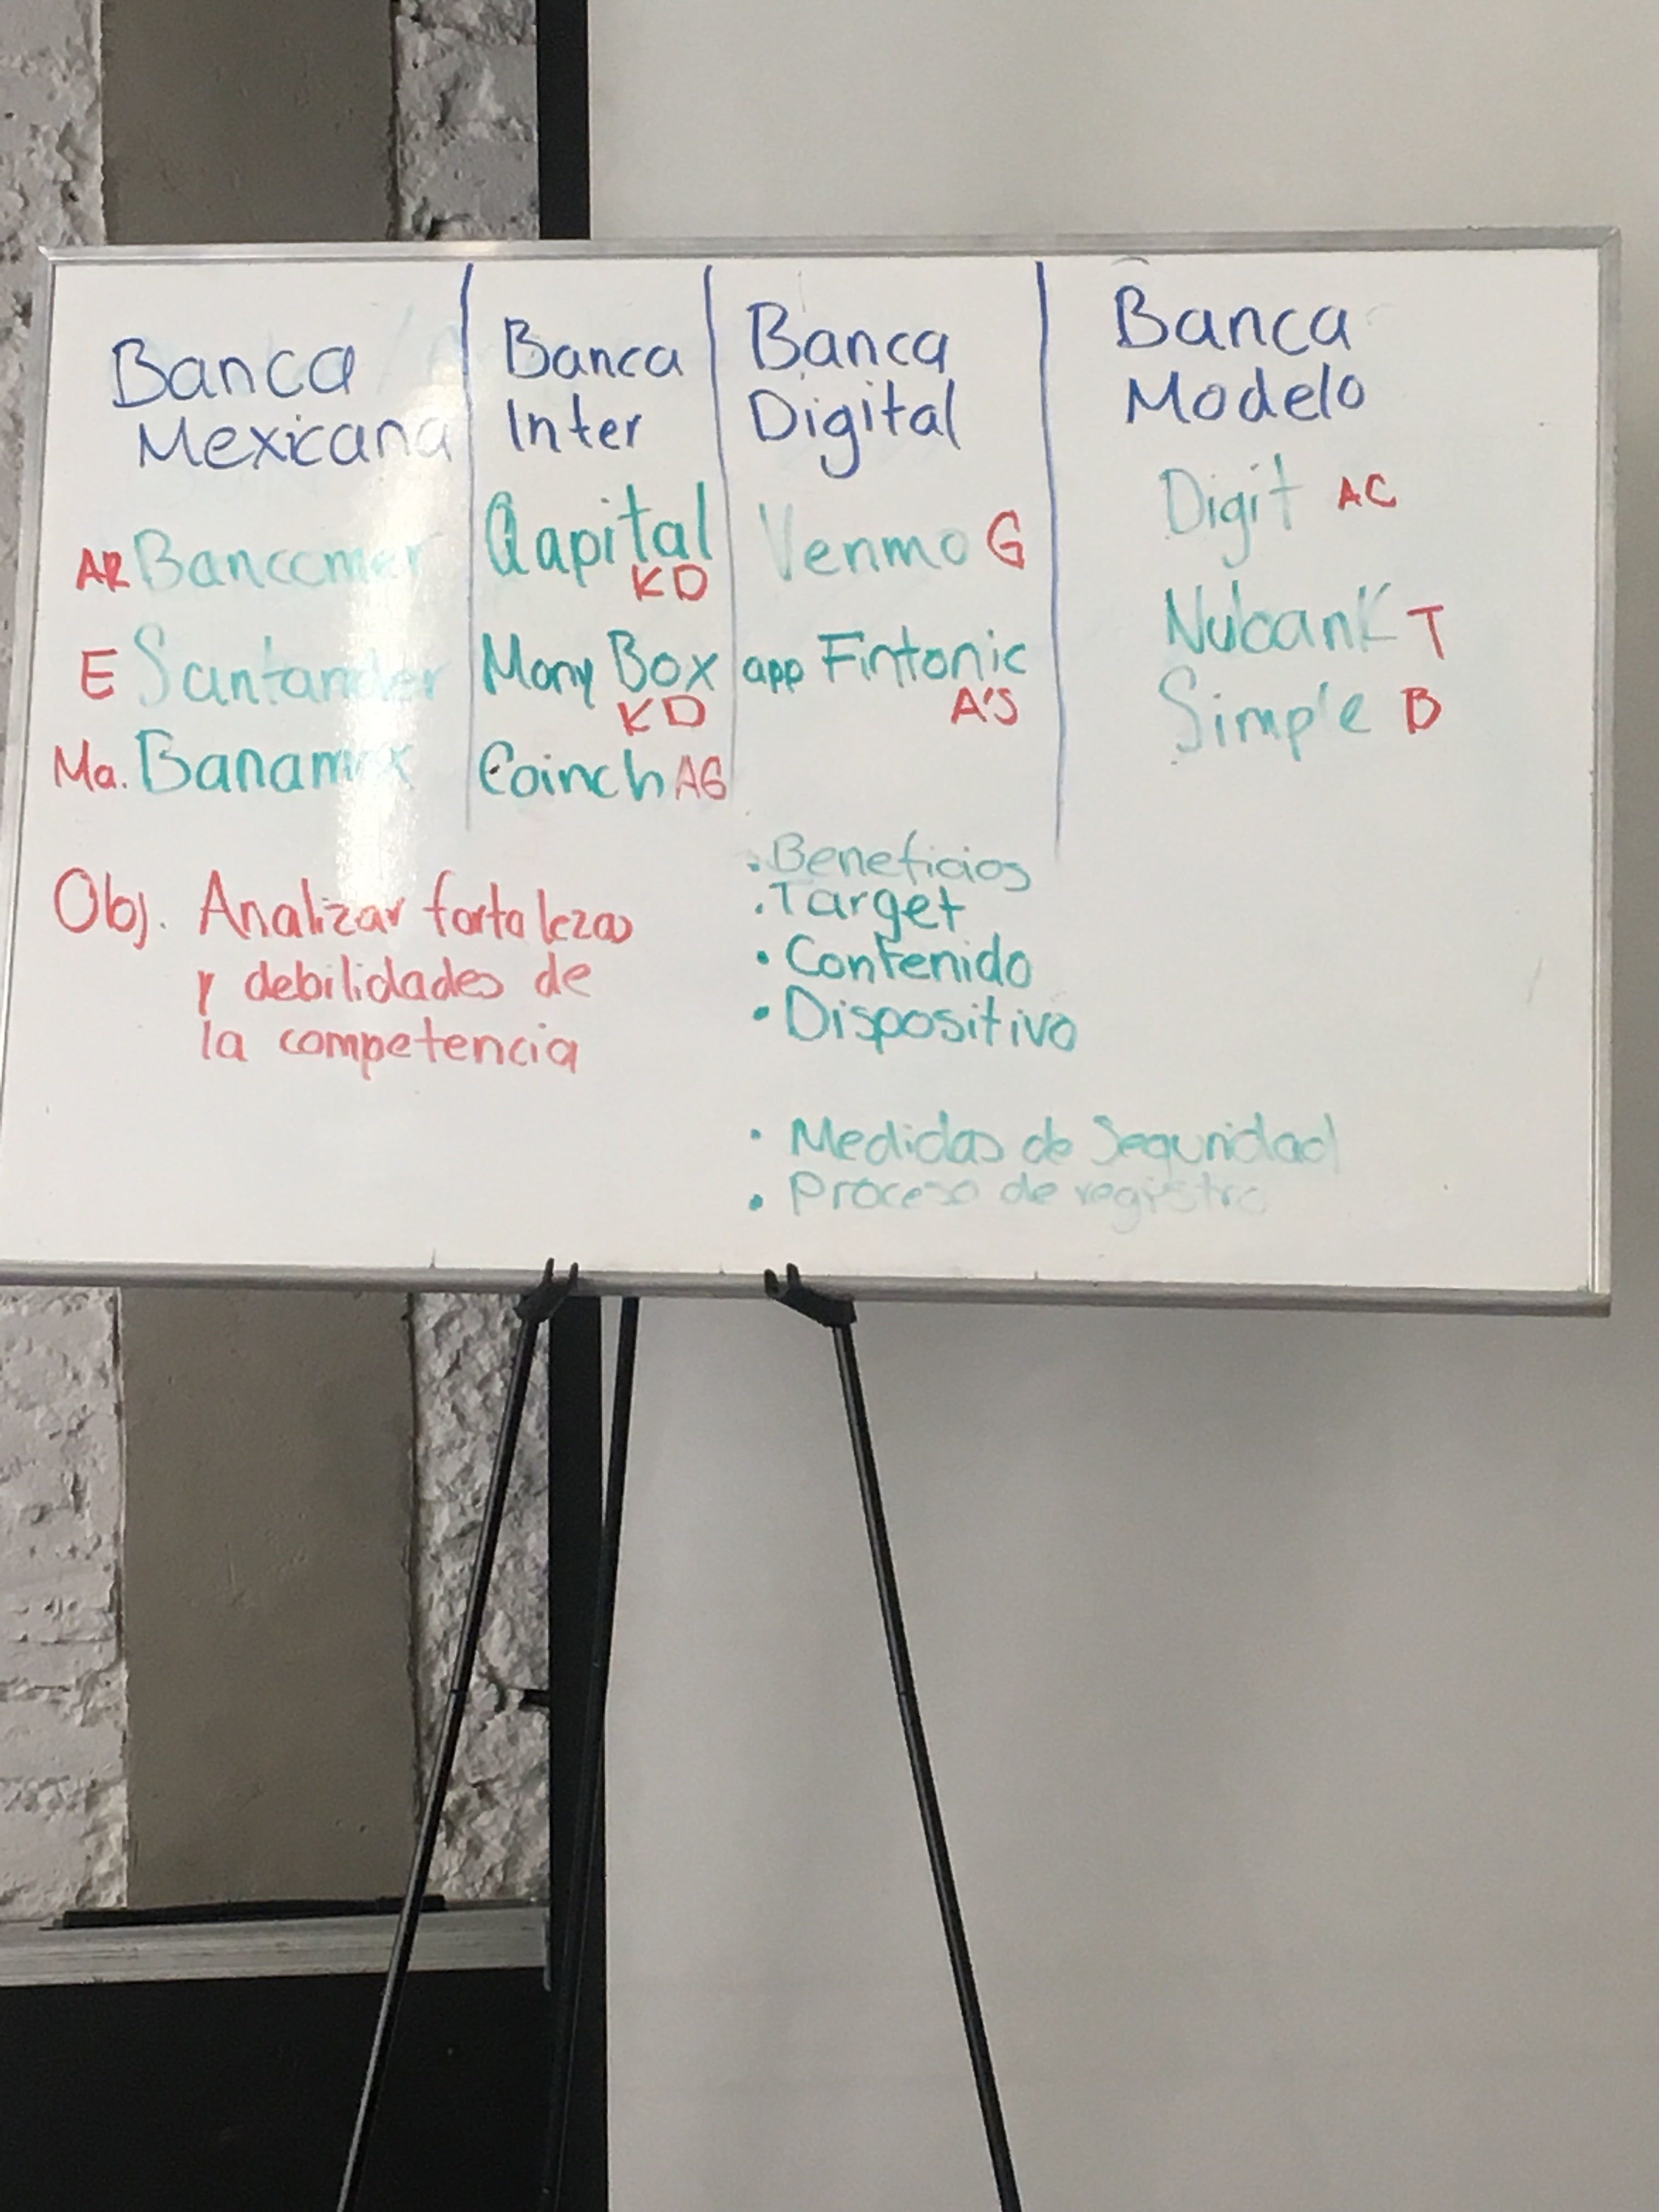 Banca
Mexicana
AR Bancomer
E Santander
Ma. Banamex
Banca
Inter
Qapital
KD
Mony Box
KD
Coinch AG
Banca
Digital
Venmo G
app Fintonic
A'S
Banca
Modelo
Digit AC
Nubank T
Simple B
Obj. Analizar fortalezas
y debilidades de
la competencia
• Beneficios
• Target
• Contenido
• Dispositivo
• Medidas de Seguridad
• Proceso de registro